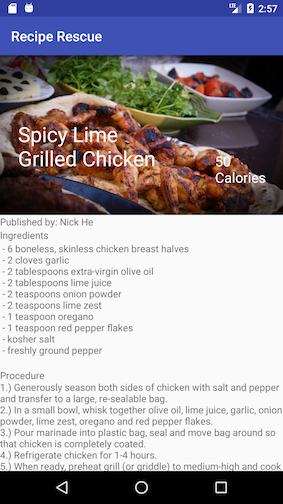 LTE 2:57
Recipe Rescue
Spicy Lime
Grilled Chicken
50
Calories
Published by: Nick He
Ingredients
- 6 boneless, skinless chicken breast halves
- 2 cloves garlic
- 2 tablespoons extra-virgin olive oil
- 2 tablespoons lime juice
- 2 teaspoons onion powder
- 2 teaspoons lime zest
- 1 teaspoon oregano
- 1 teaspoon red pepper flakes
- kosher salt
- freshly ground pepper
Procedure
1.) Generously season both sides of chicken with salt and pepper
and transfer to a large, re-sealable bag.
2.) In a small bowl, whisk together olive oil, lime juice, garlic, onion
powder, lime zest, oregano and red pepper flakes.
3.) Pour marinade into plastic bag, seal and move bag around so
that chicken is completely coated.
4.) Refrigerate chicken for 1-4 hours.
5.) When ready, preheat grill (or griddle) to medium-high and cook